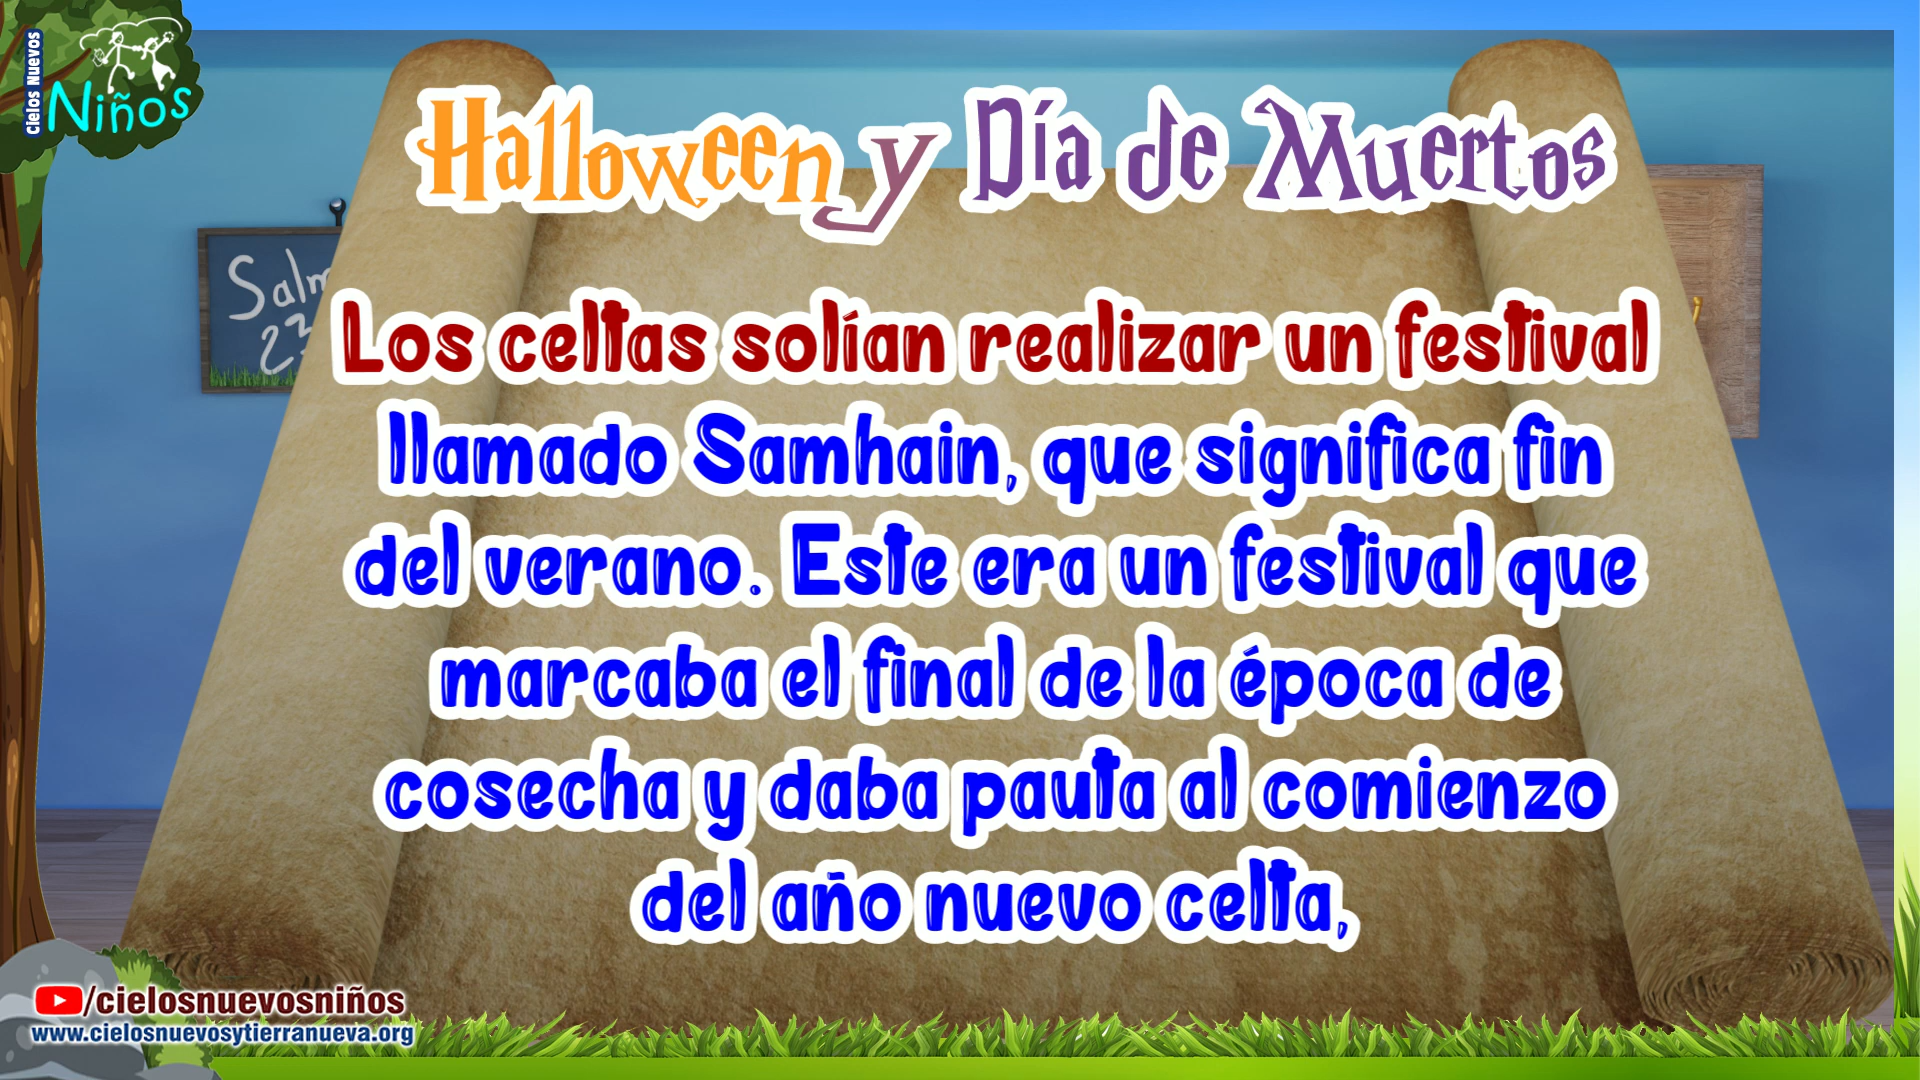 Cielos Nuevos
Niños
Halloween y Día de Muertos
Salm
23
Los celtas solían realizar un festival
llamado Samhain, que significa fin
del verano. Este era un festival que
marcaba el final de la época de
cosecha y daba pauta al comienzo
del año nuevo celta,
/cielosnuevosniños
www.cielosnuevosytierranueva.org